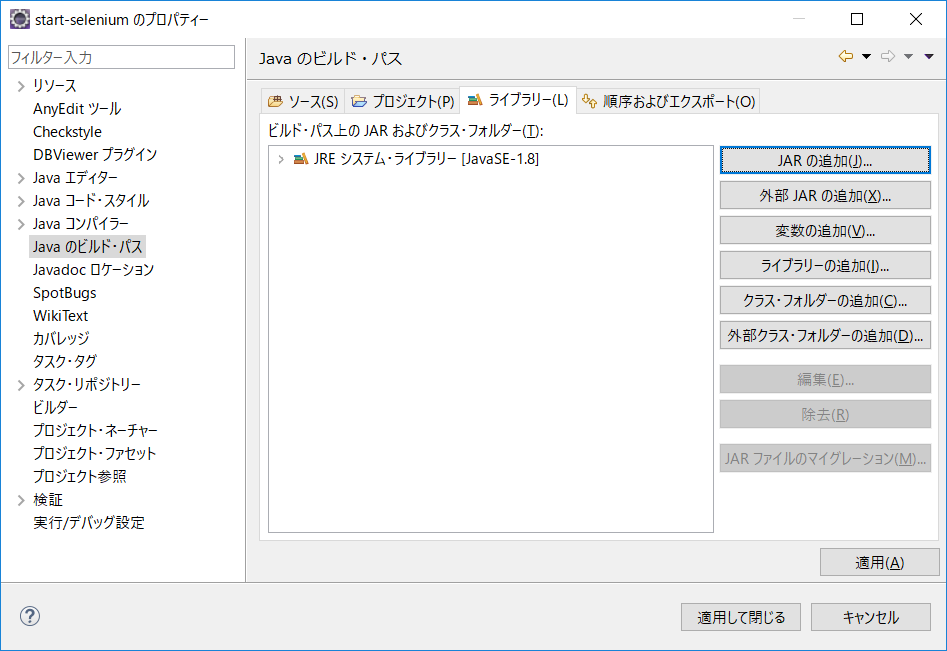 start-selenium のプロパティー
フィルター入力
リソース
AnyEdit ツール
Checkstyle
DBViewer プラグイン
Java エディター
Java コード・スタイル
Java コンパイラー
Java のビルド・パス
Javadoc ロケーション
SpotBugs
WikiText
カバレッジ
タスク・タグ
タスク・リポジトリー
ビルダー
プロジェクト・ネーチャー
プロジェクト・ファセット
プロジェクト参照
検証
実行/デバッグ設定
Java のビルド・パス
ソース(S) プロジェクト(P) ライブラリー(L) 順序およびエクスポート(O)
ビルド・パス上の JAR およびクラス・フォルダー(T):
JRE システム・ライブラリー [JavaSE-1.8]
JAR の追加(J)...
外部 JAR の追加(X)...
変数の追加(V)...
ライブラリーの追加(I)...
クラス・フォルダーの追加(C)...
外部クラス・フォルダーの追加(D)...
編集(E)...
除去(R)
JAR ファイルのマイグレーション(M)...
適用(A)
?
適用して閉じる キャンセル